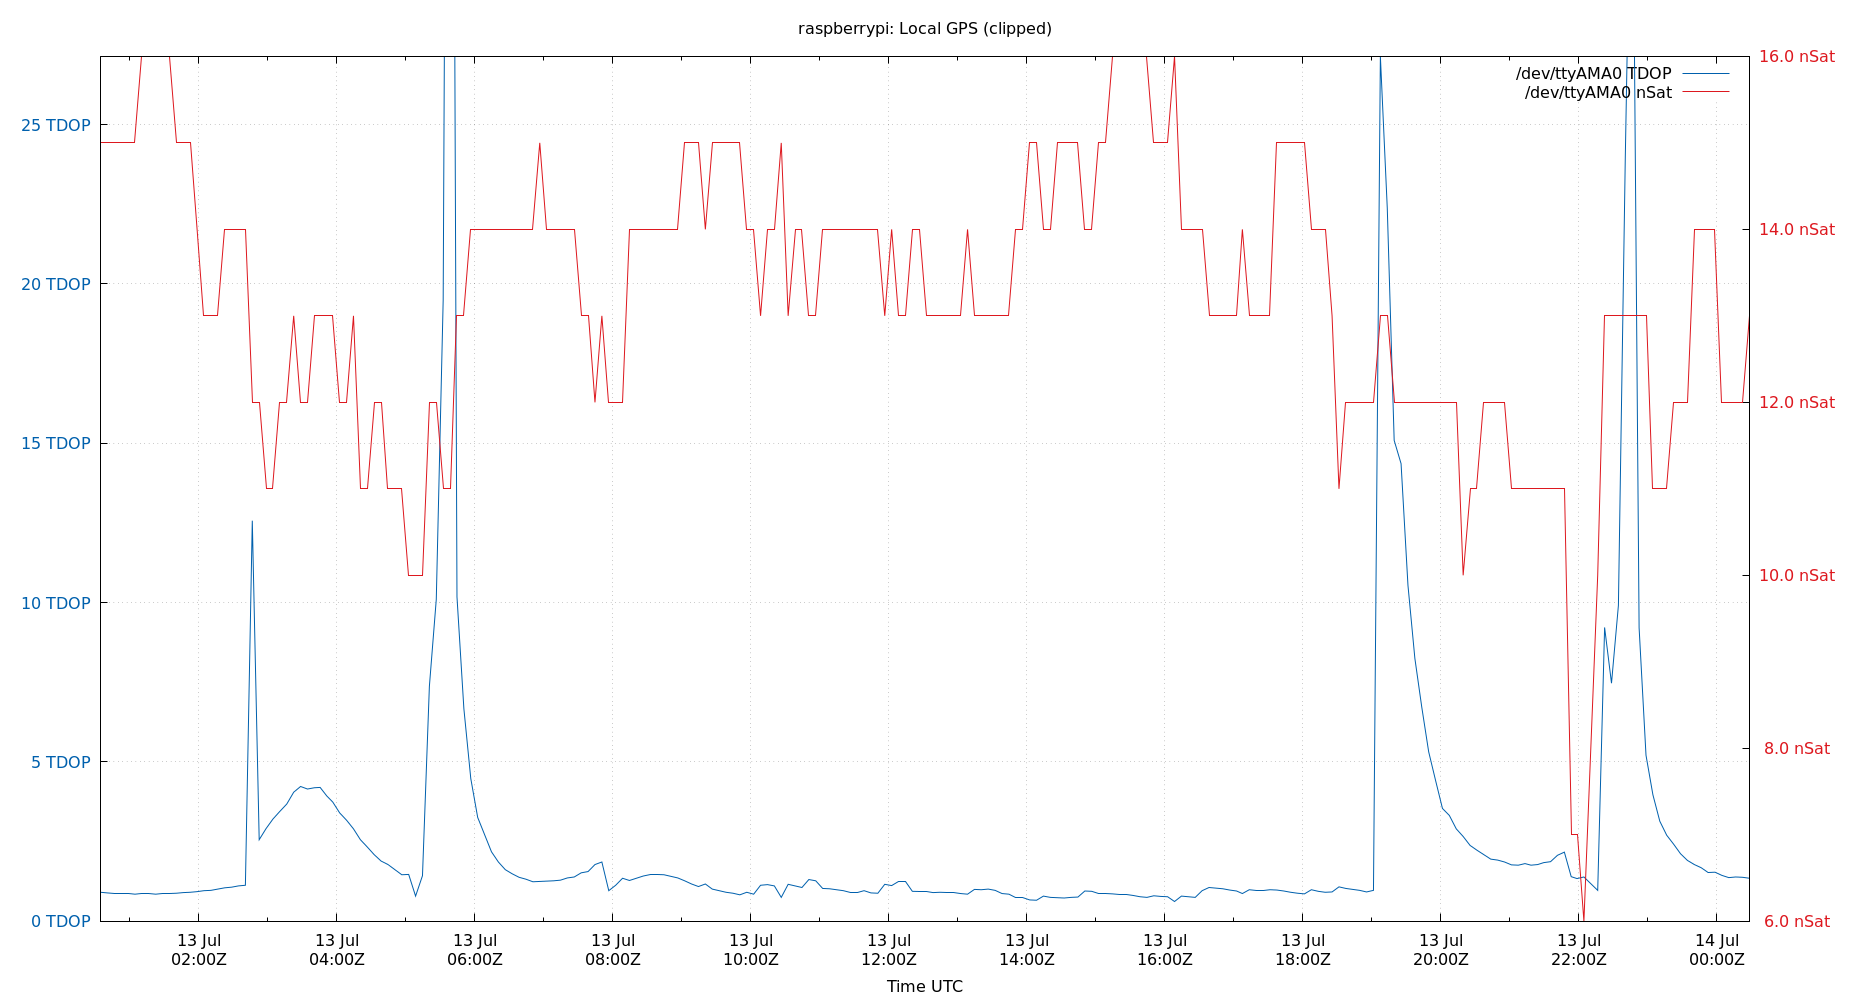 raspberrypi: Local GPS (clipped)
16.0 nSat
/dev/ttyAMA0 TDOP
/dev/ttyAMA0 nSat
25 TDOP
14.0 nSat
20 TDOP
12.0 nSat
15 TDOP
10.0 nSat
10 TDOP
8.0 nSat
5 TDOP
0 TDOP
6.0 nSat
13 Jul 13 Jul 13 Jul 13 Jul 13 Jul 13 Jul 13 Jul 13 Jul 13 Jul 13 Jul 13 Jul 14 Jul
02:00Z 04:00Z 06:00Z 08:00Z 10:00Z 12:00Z 14:00Z 16:00Z 18:00Z 20:00Z 22:00Z 00:00Z
Time UTC